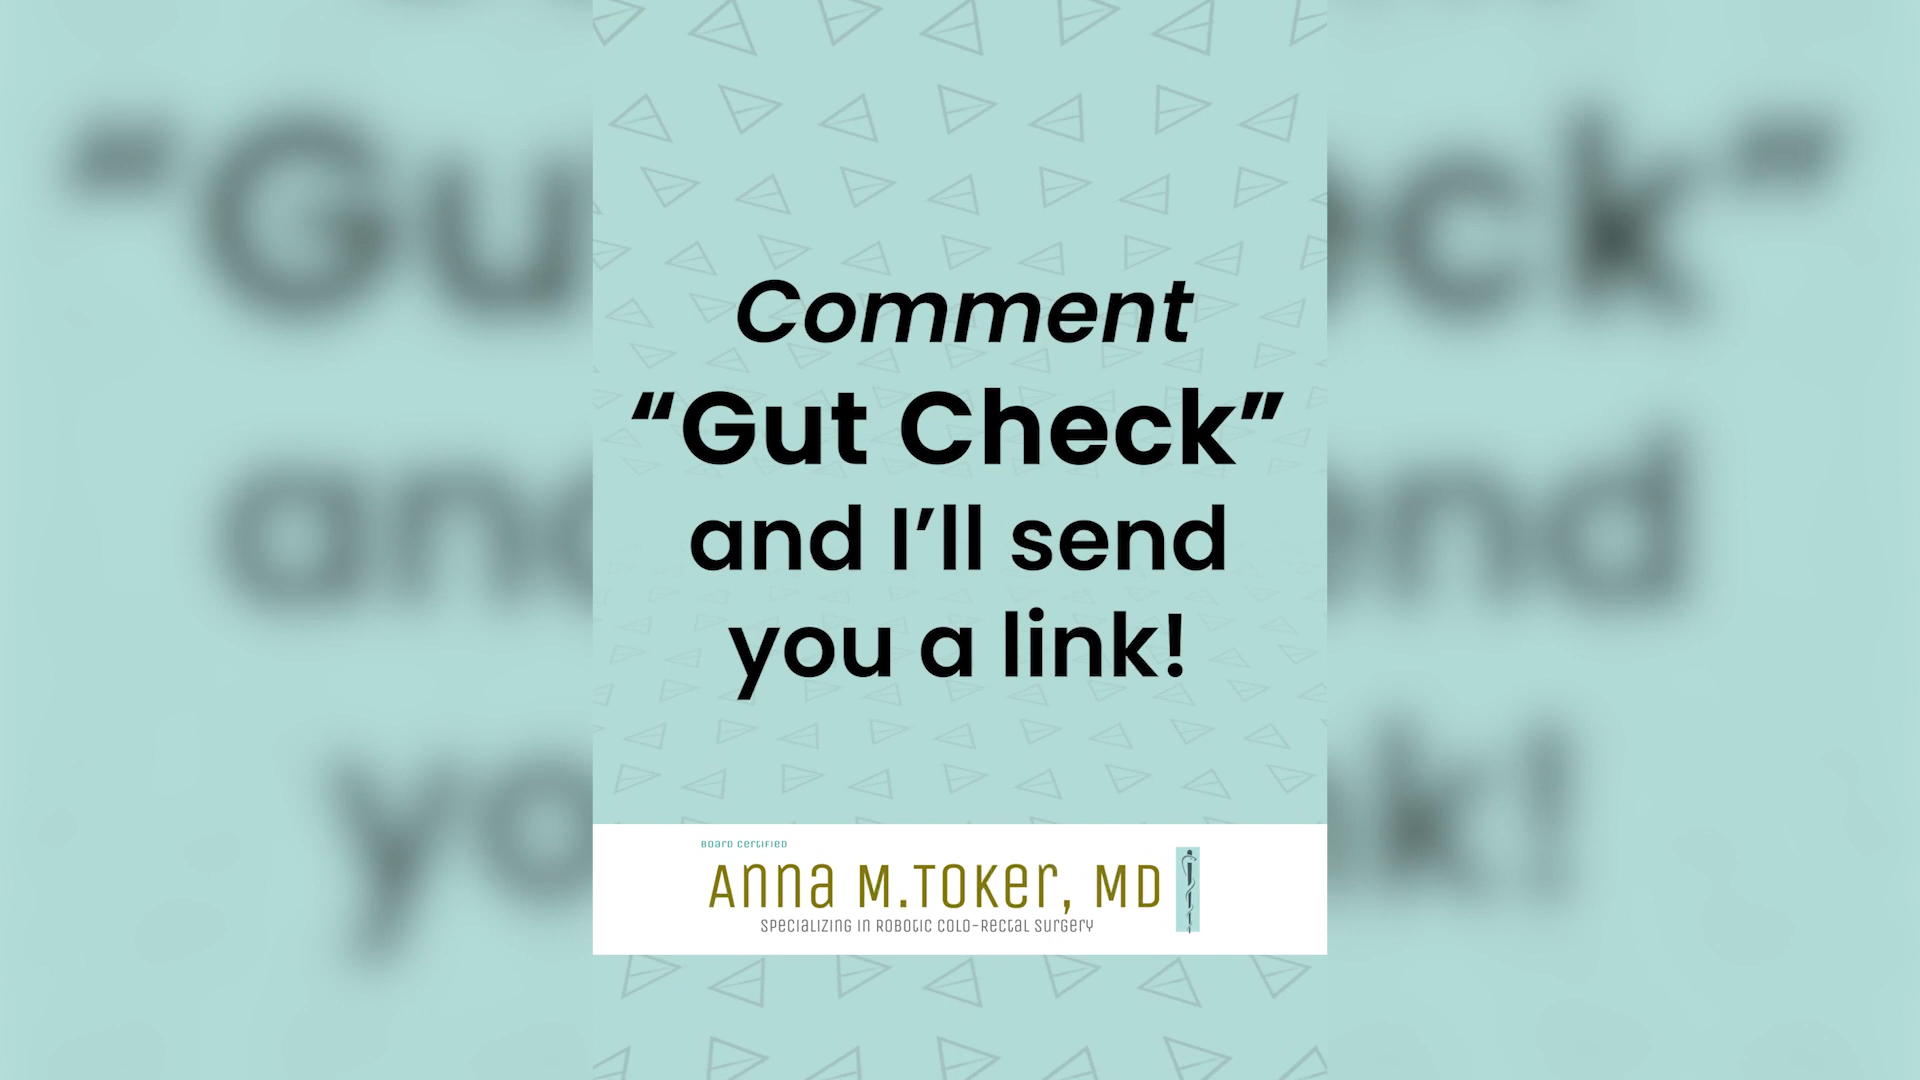 Comment
“Gut Check”
and I’ll send
you a link!
Board Certified
Anna M.Toker, MD
Specializing in Robotic Colo-Rectal Surgery